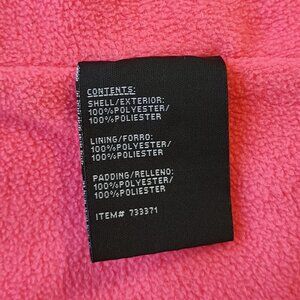 CONTENTS:
SHELL/EXTERIOR:
100%POLYESTER/
100%POLIESTER
LINING/FORRO:
100%POLYESTER/
100%POLIESTER
PADDING/RELLENO:
100%POLYESTER/
100%POLIESTER
ITEM# 733371